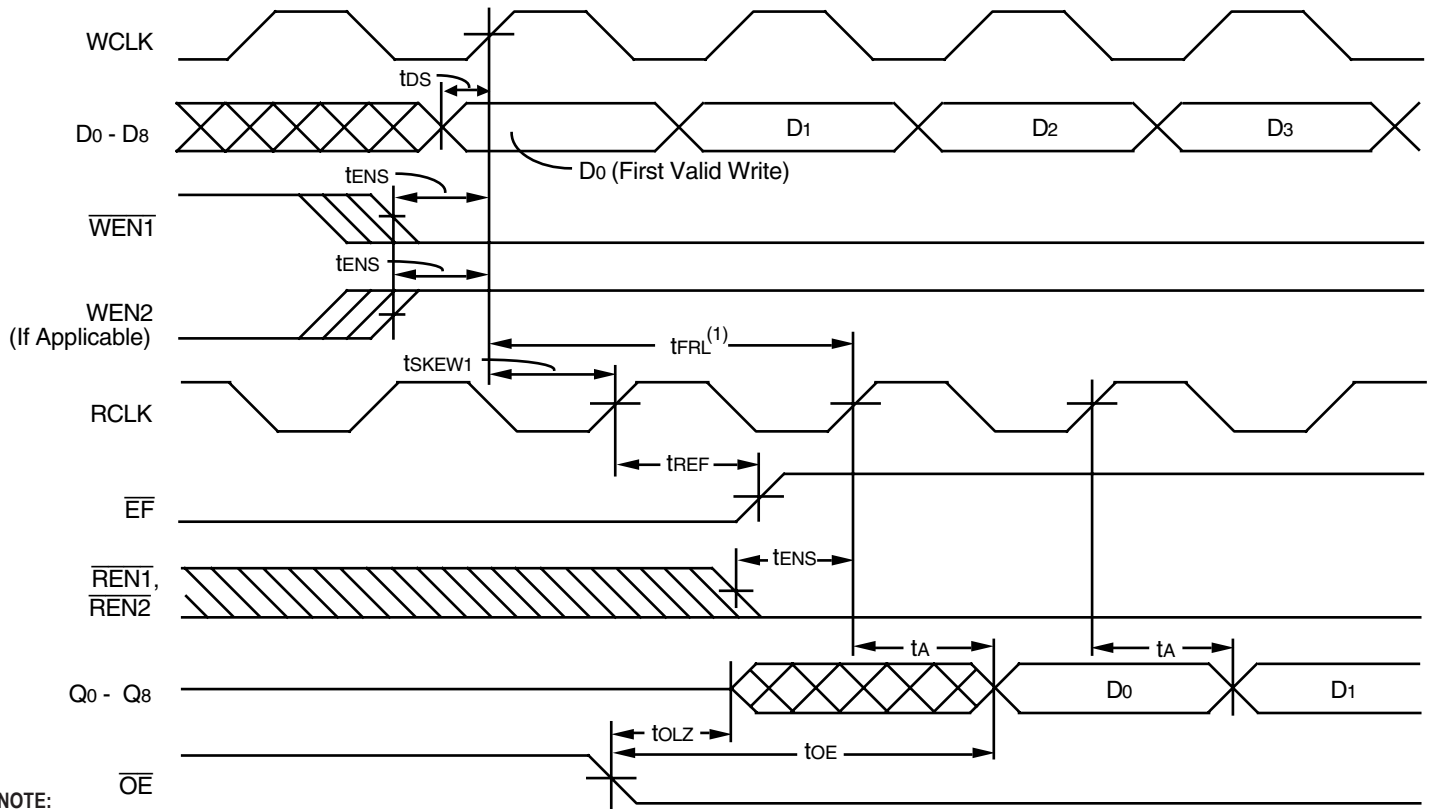 WCLK
tDS
D0 - D8
D1
D2
D3
D0 (First Valid Write)
tENS
WEN1
tENS
WEN2
(If Applicable)
tFRL(1)
tSKEW1
RCLK
tREF
EF
tENS
REN1,
REN2
tA
tA
Q0 - Q8
D0
D1
tOLZ
tOE
OE
NOTE: